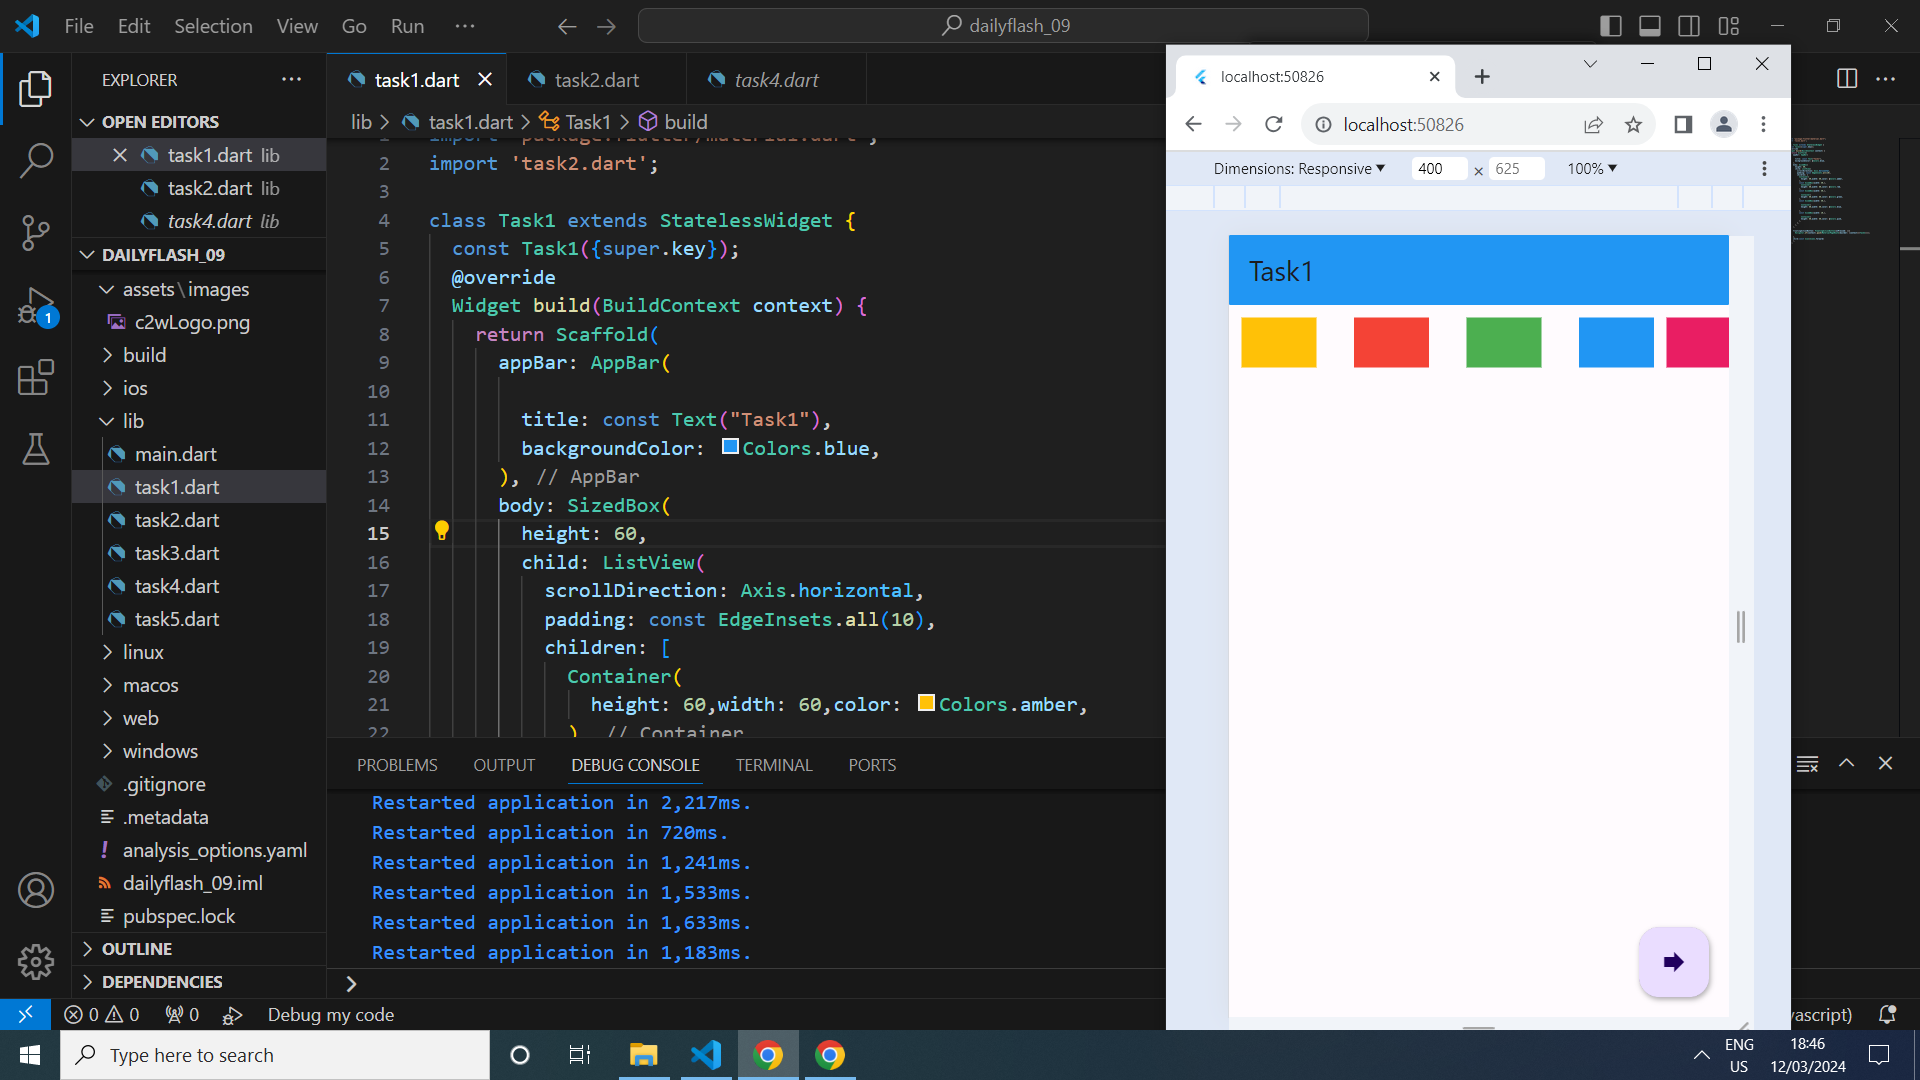 File Edit Selection View Go Run ···
dailyflash_09
EXPLORER
OPEN EDITORS
task1.dart lib
task2.dart lib
task4.dart lib
DAILYFLASH_09
assets\images
c2wLogo.png
build
ios
lib
main.dart
task1.dart
task2.dart
task3.dart
task4.dart
task5.dart
linux
macos
web
windows
.gitignore
.metadata
analysis_options.yaml
dailyflash_09.iml
pubspec.lock
OUTLINE
DEPENDENCIES
1
task1.dart
task2.dart
task4.dart
lib > task1.dart > Task1 > build
1 import 'package:flutter/material.dart';
2 import 'task2.dart';
3
4 class Task1 extends StatelessWidget {
5 const Task1({super.key});
6 @override
7 Widget build(BuildContext context) {
8 return Scaffold(
9 appBar: AppBar(
10
11 title: const Text("Task1"),
12 backgroundColor: Colors.blue,
13 ), // AppBar
14 body: SizedBox(
15 height: 60,
16 child: ListView(
17 scrollDirection: Axis.horizontal,
18 padding: const EdgeInsets.all(10),
19 children: [
20 Container(
21 height: 60,width: 60,color: Colors.amber,
22 ) // Container
PROBLEMS OUTPUT DEBUG CONSOLE TERMINAL PORTS
Restarted application in 2,217ms.
Restarted application in 720ms.
Restarted application in 1,241ms.
Restarted application in 1,533ms.
Restarted application in 1,633ms.
Restarted application in 1,183ms.
>
localhost:50826
localhost:50826
Dimensions: Responsive 400 × 625 100%
Task1
0 0 0 Debug my code
ascript)
Type here to search
ENG
US
18:46
12/03/2024